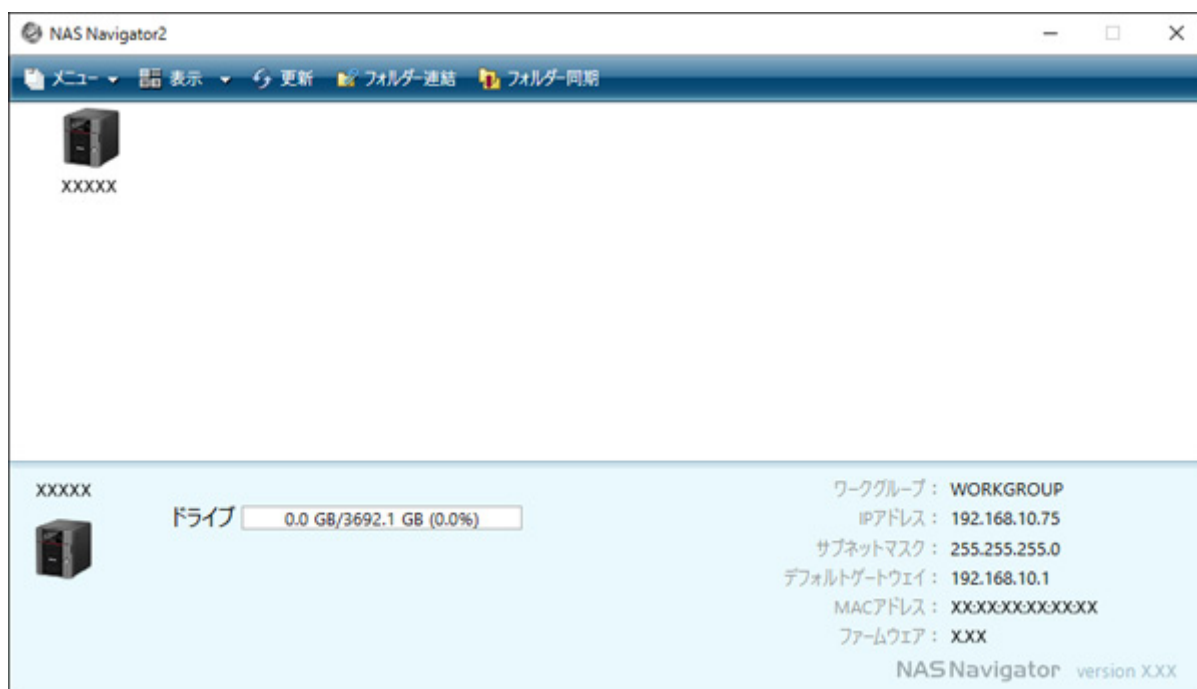 NAS Navigator2
メニュー 表示 更新 フォルダー連結 フォルダー同期
XXXXX
XXXXX
ドライブ 0.0 GB/3692.1 GB (0.0%)
ワークグループ： WORKGROUP
IPアドレス： 192.168.10.75
サブネットマスク： 255.255.255.0
デフォルトゲートウェイ： 192.168.10.1
MACアドレス： XX:XX:XX:XX:XX:XX
ファームウェア： X.XX
NAS Navigator version X.XX